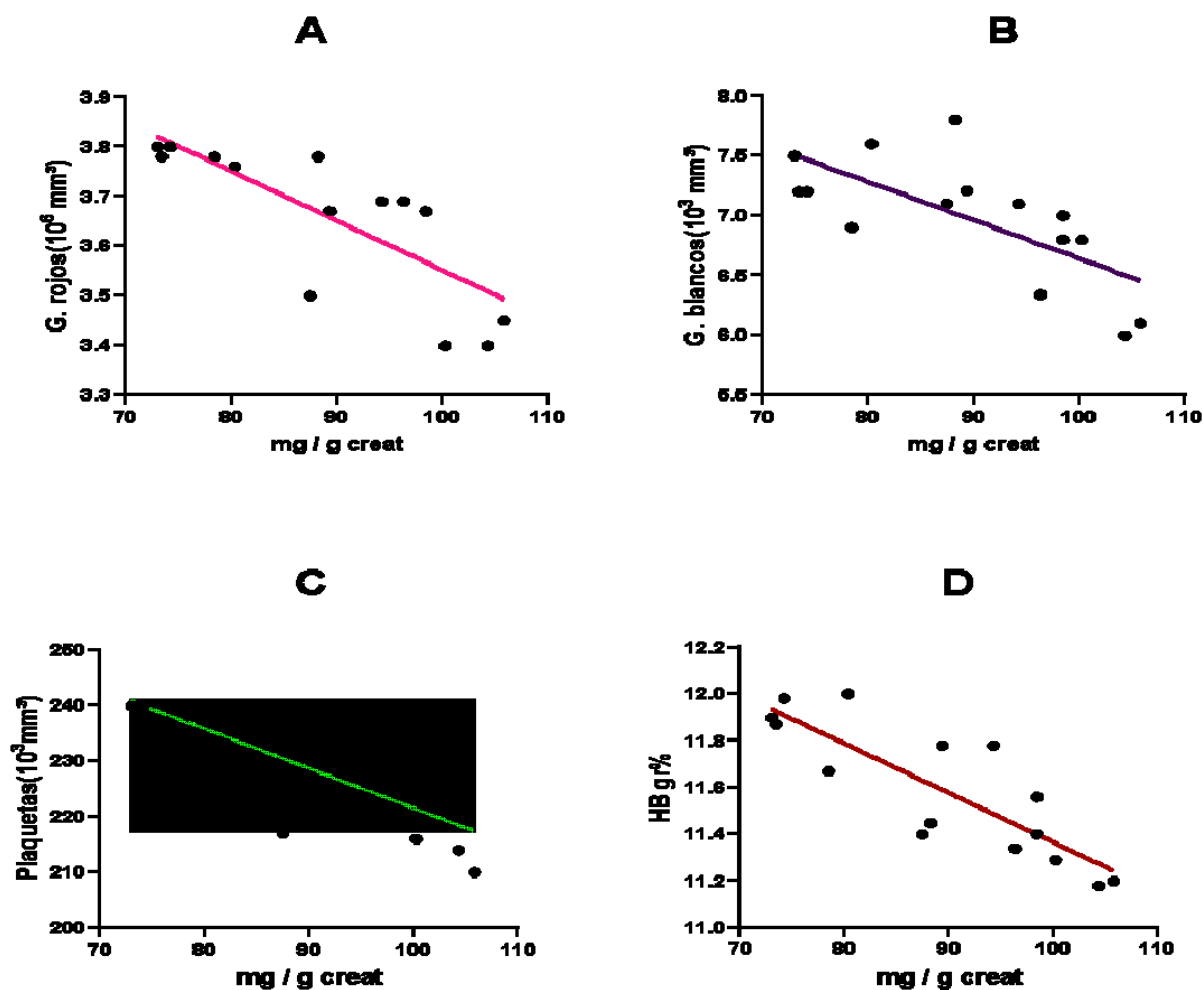 A
G. rojos(10⁶ mm³)
3.9
3.8
3.7
3.6
3.5
3.4
3.3
70 80 90 100 110
mg / g creat
B
G. blancos(10³ mm³)
8.0
7.5
7.0
6.5
6.0
5.5
70 80 90 100 110
mg / g creat
C
Plaquetas(10³mm³)
250
240
230
220
210
200
70 80 90 100 110
mg / g creat
D
HB gr%
12.2
12.0
11.8
11.6
11.4
11.2
11.0
70 80 90 100 110
mg / g creat